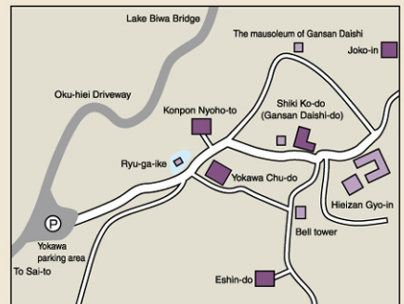 Lake Biwa Bridge
The mausoleum of Gansan Daishi
Joko-in
Oku-hiei Driveway
Konpon Nyoho-to
Shiki Ko-do
(Gansan Daishi-do)
Ryu-ga-ike
Yokawa Chu-do
Hieizan Gyo-in
P
Bell tower
Yokawa
parking area
To Sai-to
Eshin-do